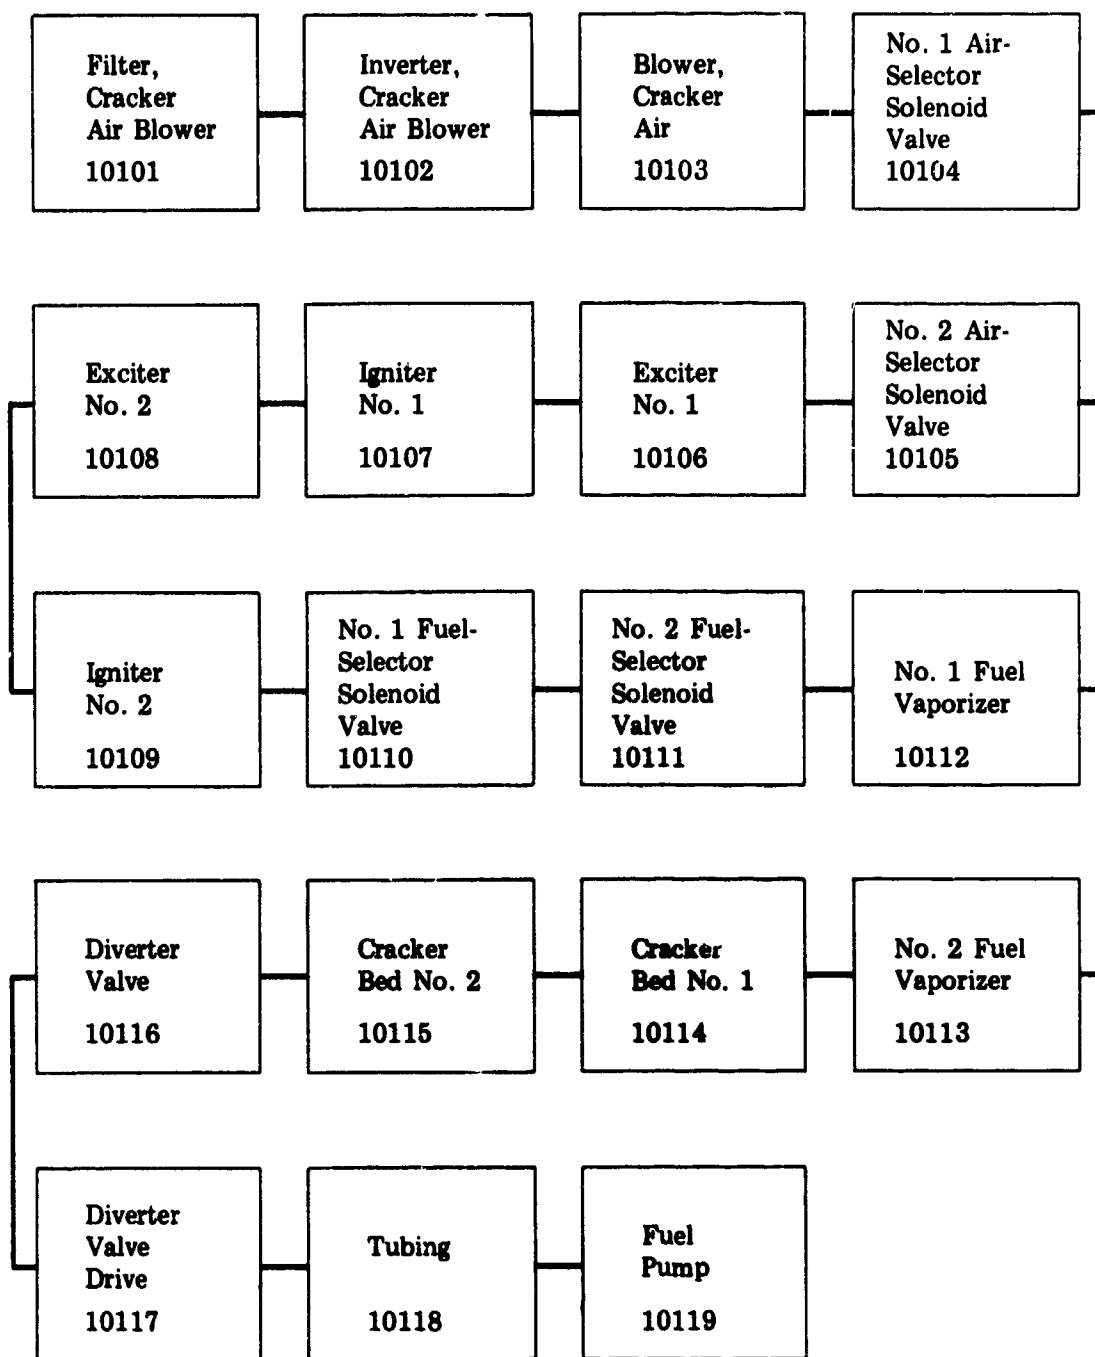 Filter,
Cracker
Air Blower
10101
Inverter,
Cracker
Air Blower
10102
Blower,
Cracker
Air
10103
No. 1 Air-
Selector
Solenoid
Valve
10104
Exciter
No. 2
10108
Igniter
No. 1
10107
Exciter
No. 1
10106
No. 2 Air-
Selector
Solenoid
Valve
10105
Igniter
No. 2
10109
No. 1 Fuel-
Selector
Solenoid
Valve
10110
No. 2 Fuel-
Selector
Solenoid
Valve
10111
No. 1 Fuel
Vaporizer
10112
Diverter
Valve
10116
Cracker
Bed No. 2
10115
Cracker
Bed No. 1
10114
No. 2 Fuel
Vaporizer
10113
Diverter
Valve
Drive
10117
Tubing
10118
Fuel
Pump
10119